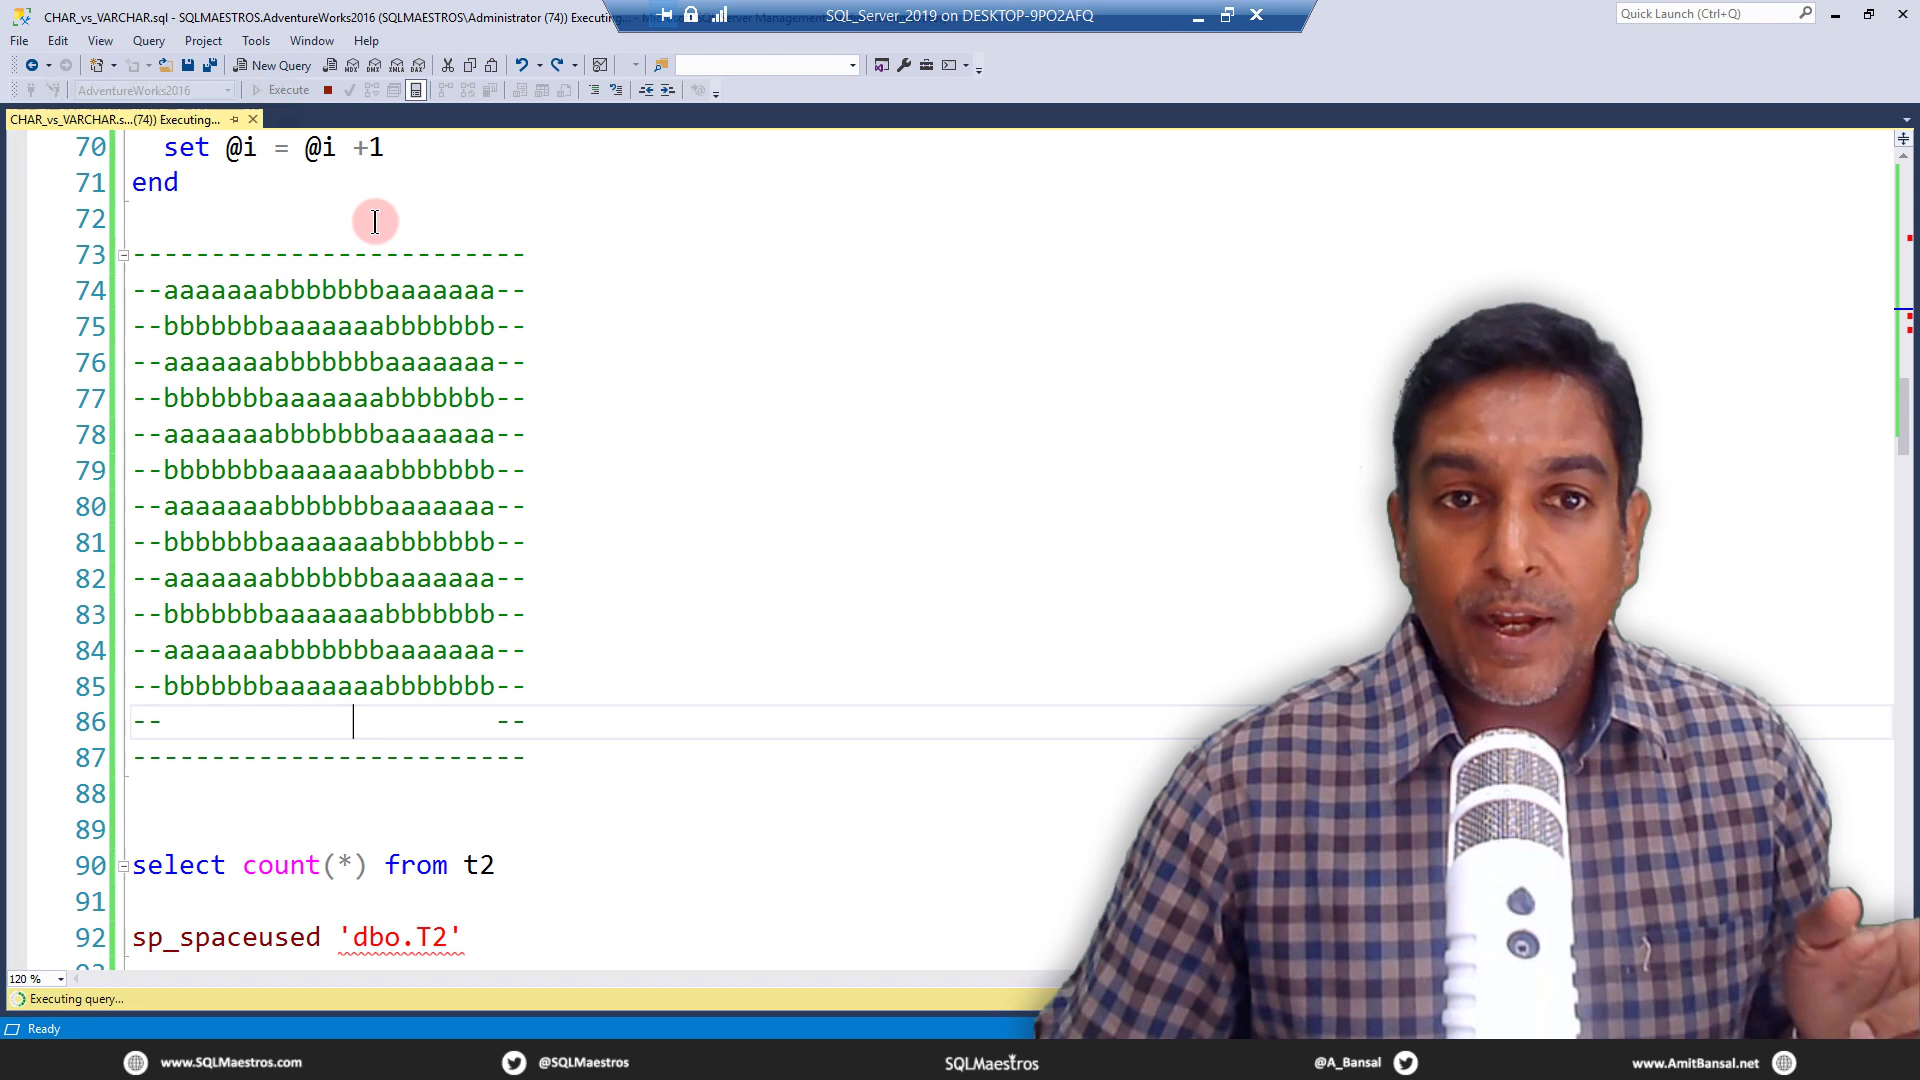 CHAR_vs_VARCHAR.sql - SQLMAESTROS.AdventureWorks2016 (SQLMAESTROS\Administrator (74)) Executing...
SQL_Server_2019 on DESKTOP-9PO2AFQ
Quick Launch (Ctrl+Q)
File Edit View Query Project Tools Window Help
New Query MDX DMX XMLA DAX
AdventureWorks2016 Execute
CHAR_vs_VARCHAR.s...(74)) Executing...
70 set @i = @i +1
71 end
72
73 -------------------------
74 --aaaaaaabbbbbbbaaaaaaa--
75 --bbbbbbbaaaaaaabbbbbbb--
76 --aaaaaaabbbbbbbaaaaaaa--
77 --bbbbbbbaaaaaaabbbbbbb--
78 --aaaaaaabbbbbbbaaaaaaa--
79 --bbbbbbbaaaaaaabbbbbbb--
80 --aaaaaaabbbbbbbaaaaaaa--
81 --bbbbbbbaaaaaaabbbbbbb--
82 --aaaaaaabbbbbbbaaaaaaa--
83 --bbbbbbbaaaaaaabbbbbbb--
84 --aaaaaaabbbbbbbaaaaaaa--
85 --bbbbbbbaaaaaaabbbbbbb--
86 -- --
87 -------------------------
88
89
90 select count(*) from t2
91
92 sp_spaceused 'dbo.T2'
120 %
Executing query...
Ready
www.SQLMaestros.com @SQLMaestros SQLMaestros @A_Bansal www.AmitBansal.net